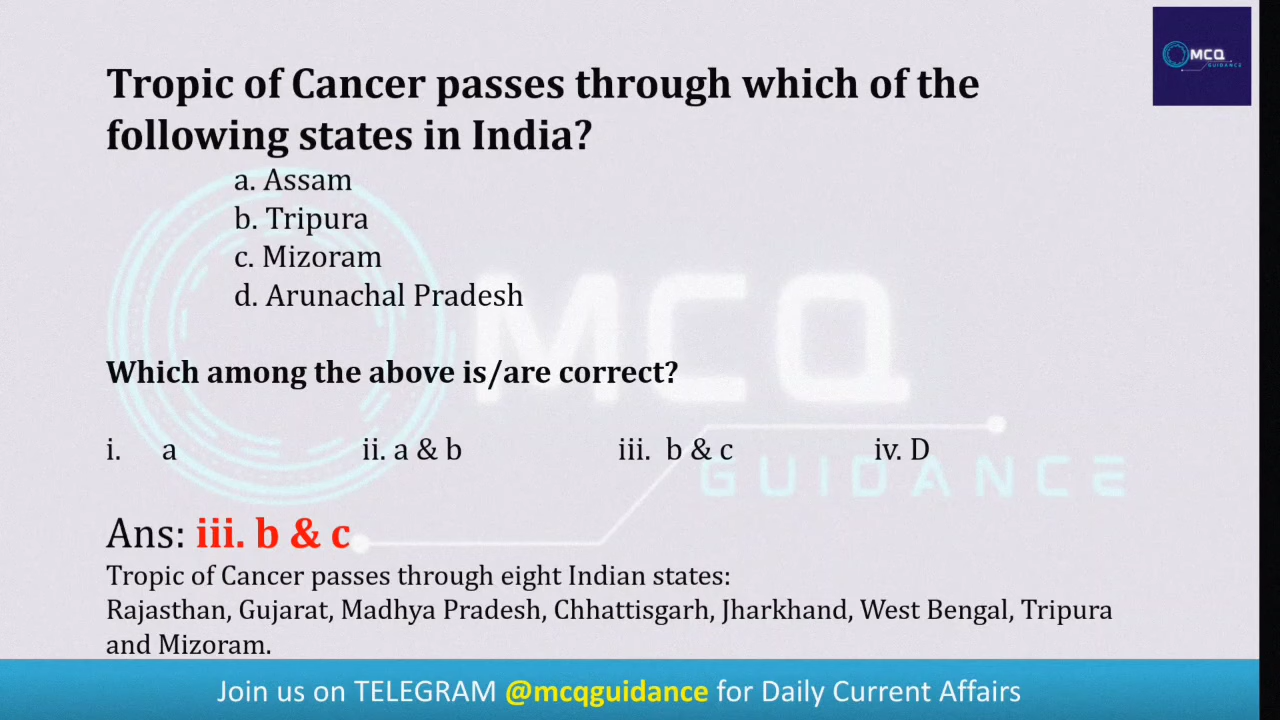 MCQ
GUIDANCE
Tropic of Cancer passes through which of the
following states in India?
a. Assam
b. Tripura
c. Mizoram
d. Arunachal Pradesh
MCQ
GUIDANCE
Which among the above is/are correct?
i. a ii. a & b iii. b & c iv. D
Ans: iii. b & c
Tropic of Cancer passes through eight Indian states:
Rajasthan, Gujarat, Madhya Pradesh, Chhattisgarh, Jharkhand, West Bengal, Tripura
and Mizoram.
Join us on TELEGRAM @mcqguidance for Daily Current Affairs